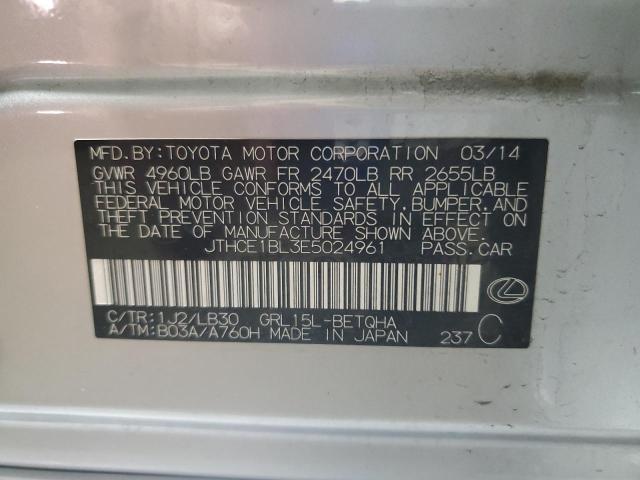 MFD.BY:TOYOTA MOTOR CORPORATION 03/14
GVWR 4960LB GAWR FR 2470LB RR 2655LB
THIS VEHICLE CONFORMS TO ALL APPLICABLE
FEDERAL MOTOR VEHICLE SAFETY,BUMPER,AND
THEFT PREVENTION STANDARDS IN EFFECT ON
THE DATE OF MANUFACTURE SHOWN ABOVE.
JTHCE1BL3E5024961 PASS.CAR
C/TR:1J2/LB30 GRL15L-BETQHA
A/TM:B03A/A760H MADE IN JAPAN 237 C